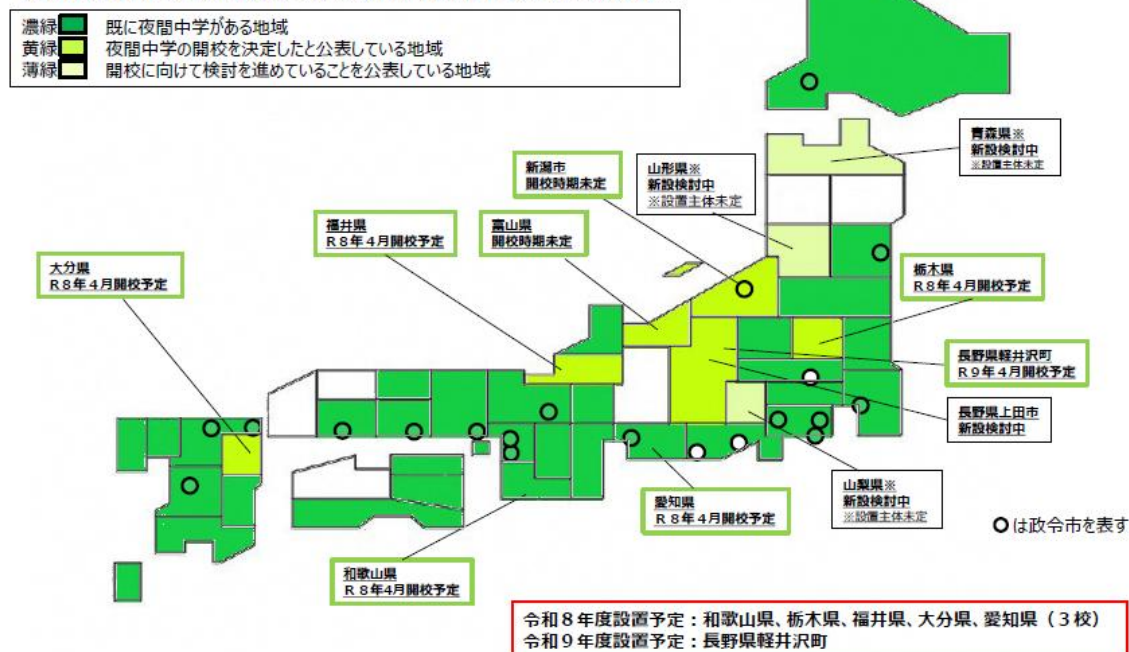 濃緑 既に夜間中学がある地域
黄緑 夜間中学の開校を決定したと公表している地域
薄緑 開校に向けて検討を進めていることを公表している地域
青森県※
新設検討中
※設置主体未定
新潟市
開校時期未定
山形県※
新設検討中
※設置主体未定
福井県
R8年4月開校予定
富山県
開校時期未定
大分県
R8年4月開校予定
栃木県
R8年4月開校予定
長野県軽井沢町
R9年4月開校予定
長野県上田市
新設検討中
山梨県※
新設検討中
※設置主体未定
愛知県
R8年4月開校予定
○は政令市を表す
和歌山県
R8年4月開校予定
令和8年度設置予定：和歌山県、栃木県、福井県、大分県、愛知県（3校）
令和9年度設置予定：長野県軽井沢町